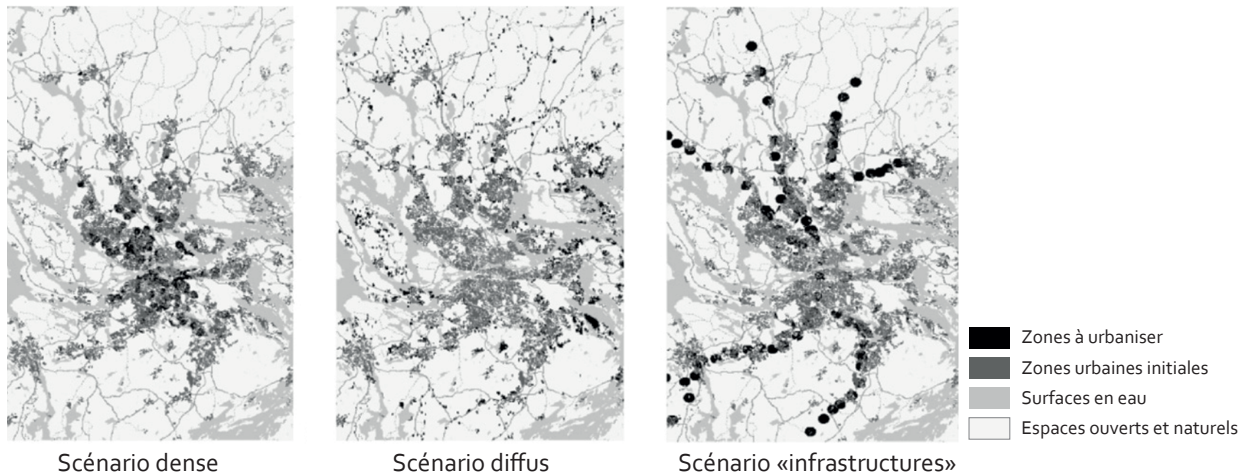 Zones à urbaniser
Zones urbaines initiales
Surfaces en eau
Espaces ouverts et naturels
Scénario dense
Scénario diffus
Scénario «infrastructures»